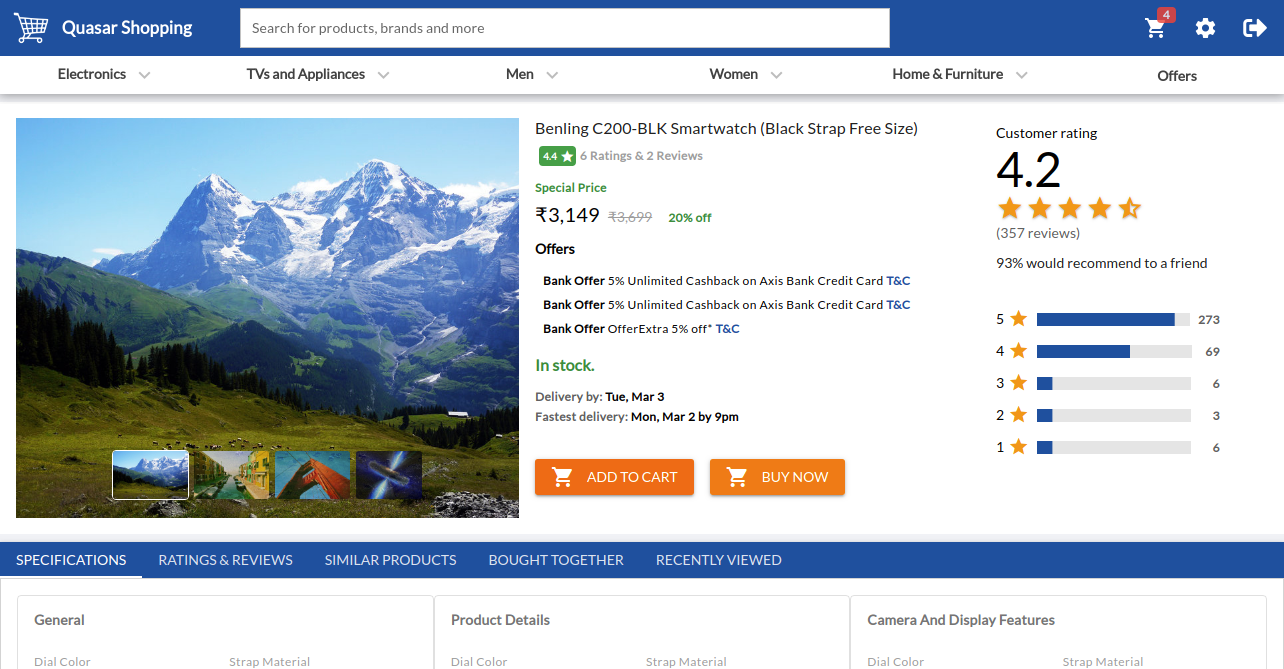 Quasar Shopping
Search for products, brands and more
4
Electronics
TVs and Appliances
Men
Women
Home & Furniture
Offers
Benling C200-BLK Smartwatch (Black Strap Free Size)
4.4 6 Ratings & 2 Reviews
Special Price
₹3,149 ₹3,699 20% off
Offers
Bank Offer 5% Unlimited Cashback on Axis Bank Credit Card T&C
Bank Offer 5% Unlimited Cashback on Axis Bank Credit Card T&C
Bank Offer OfferExtra 5% off* T&C
In stock.
Delivery by: Tue, Mar 3
Fastest delivery: Mon, Mar 2 by 9pm
ADD TO CART
BUY NOW
Customer rating
4.2
(357 reviews)
93% would recommend to a friend
5 273
4 69
3 6
2 3
1 6
SPECIFICATIONS
RATINGS & REVIEWS
SIMILAR PRODUCTS
BOUGHT TOGETHER
RECENTLY VIEWED
General
Dial Color Strap Material
Product Details
Dial Color Strap Material
Camera And Display Features
Dial Color Strap Material